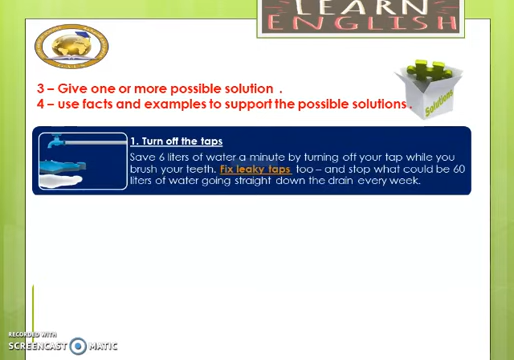 LEARN
ENGLISH
3 – Give one or more possible solution .
4 – use facts and examples to support the possible solutions .
Solutions
1. Turn off the taps
Save 6 liters of water a minute by turning off your tap while you
brush your teeth. Fix leaky taps too – and stop what could be 60
liters of water going straight down the drain every week.
RECORDED WITH
SCREENCAST MATIC